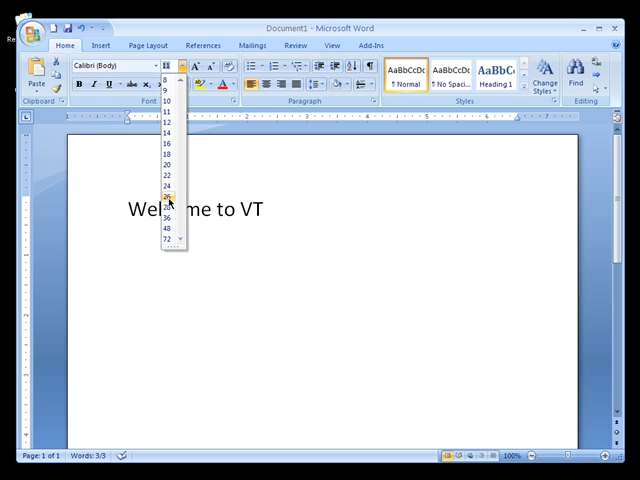 Re
Document1 - Microsoft Word
Home Insert Page Layout References Mailings Review View Add-Ins
Paste
Calibri (Body) 11
AaBbCcDc AaBbCcDc AaBbC
¶ Normal ¶ No Spaci... Heading 1
Change Styles
Find
Clipboard Font Paragraph Styles Editing
8
9
10
11
12
14
16
18
20
22
24
26
28
36
48
72
Welcome to VT
Page: 1 of 1 Words: 3/3 100%